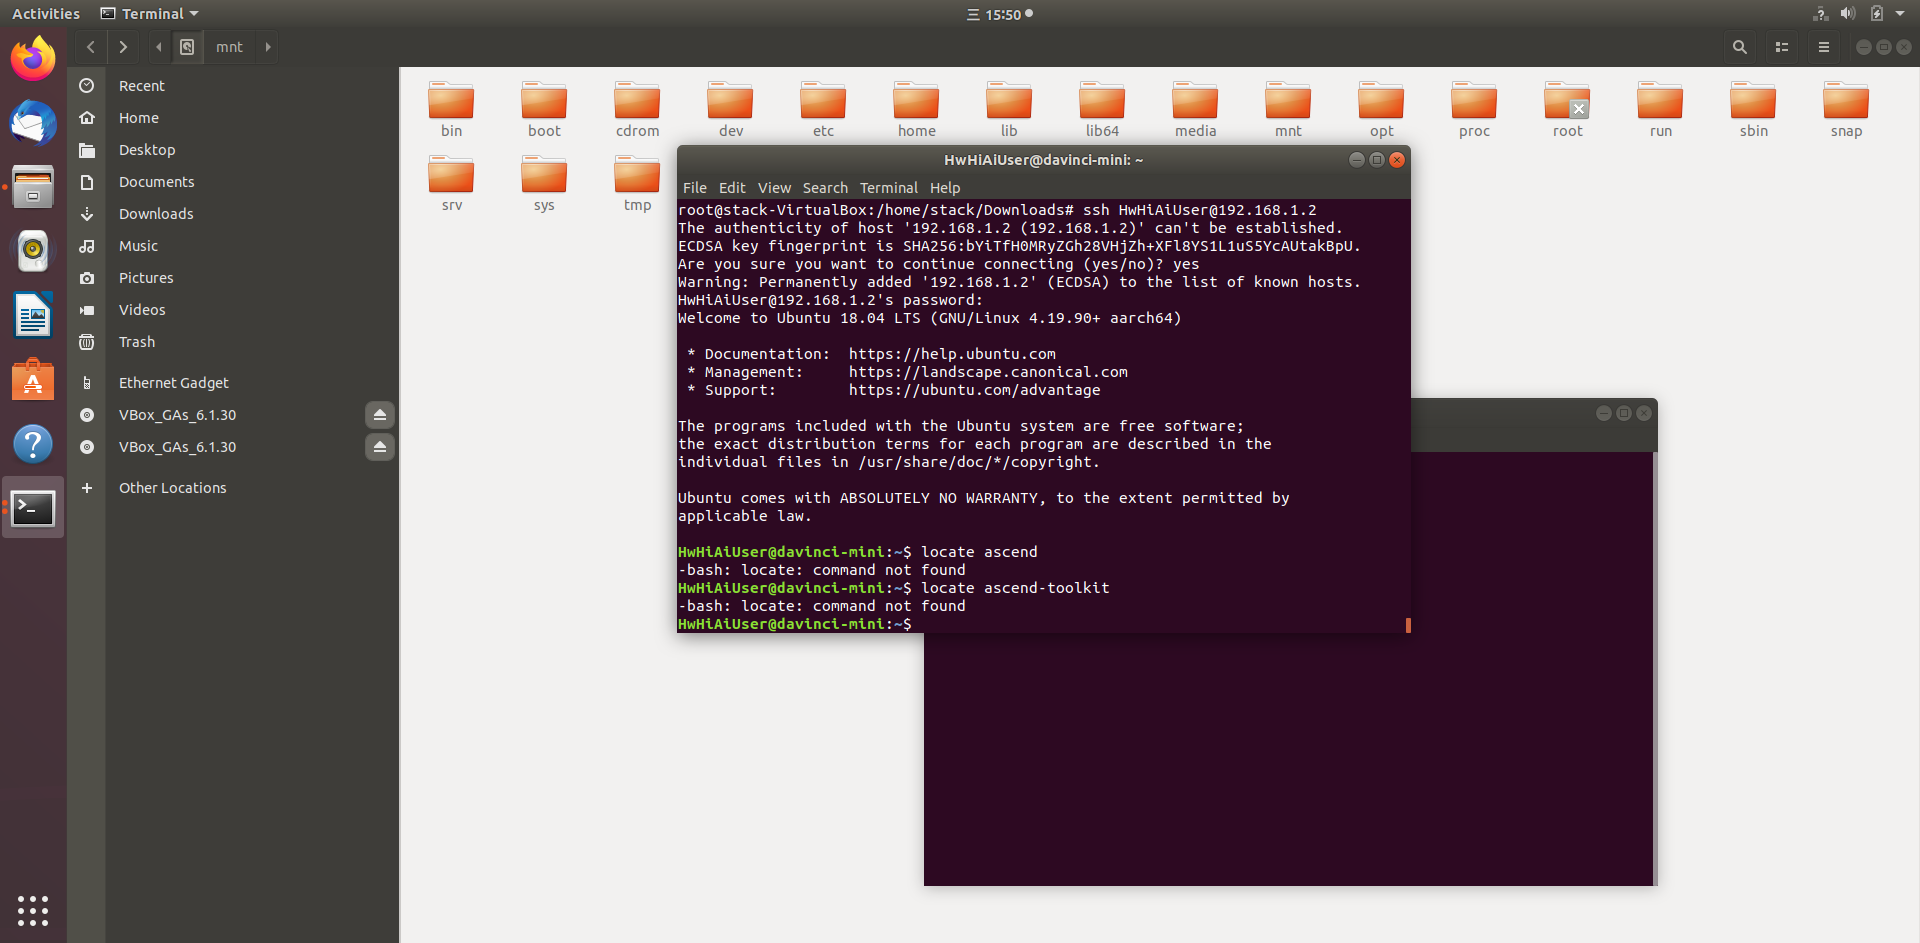 Activities
Terminal
三 15:50
mnt
Recent
Home
Desktop
Documents
Downloads
Music
Pictures
Videos
Trash
Ethernet Gadget
VBox_GAs_6.1.30
VBox_GAs_6.1.30
Other Locations
bin boot cdrom dev etc home lib lib64 media mnt opt proc root run sbin snap
srv sys tmp
HwHiAiUser@davinci-mini: ~
File Edit View Search Terminal Help
root@stack-VirtualBox:/home/stack/Downloads# ssh HwHiAiUser@192.168.1.2
The authenticity of host '192.168.1.2 (192.168.1.2)' can't be established.
ECDSA key fingerprint is SHA256:bYiTfH0MRyZGh28VHjZh+XFl8YS1L1uS5YcAUtakBpU.
Are you sure you want to continue connecting (yes/no)? yes
Warning: Permanently added '192.168.1.2' (ECDSA) to the list of known hosts.
HwHiAiUser@192.168.1.2's password:
Welcome to Ubuntu 18.04 LTS (GNU/Linux 4.19.90+ aarch64)
* Documentation:  https://help.ubuntu.com
* Management:     https://landscape.canonical.com
* Support:        https://ubuntu.com/advantage
The programs included with the Ubuntu system are free software;
the exact distribution terms for each program are described in the
individual files in /usr/share/doc/*/copyright.
Ubuntu comes with ABSOLUTELY NO WARRANTY, to the extent permitted by
applicable law.
HwHiAiUser@davinci-mini:~$ locate ascend
-bash: locate: command not found
HwHiAiUser@davinci-mini:~$ locate ascend-toolkit
-bash: locate: command not found
HwHiAiUser@davinci-mini:~$